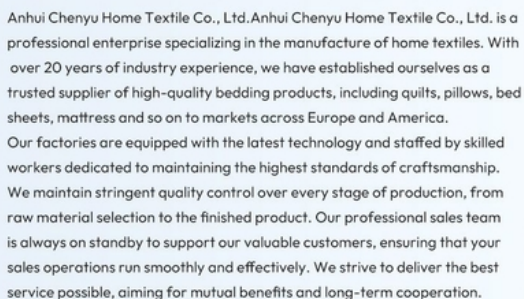 Anhui Chenyu Home Textile Co., Ltd.Anhui Chenyu Home Textile Co., Ltd. is a
professional enterprise specializing in the manufacture of home textiles. With
over 20 years of industry experience, we have established ourselves as a
trusted supplier of high-quality bedding products, including quilts, pillows, bed
sheets, mattress and so on to markets across Europe and America.
Our factories are equipped with the latest technology and staffed by skilled
workers dedicated to maintaining the highest standards of craftsmanship.
We maintain stringent quality control over every stage of production, from
raw material selection to the finished product. Our professional sales team
is always on standby to support our valuable customers, ensuring that your
sales operations run smoothly and effectively. We strive to deliver the best
service possible, aiming for mutual benefits and long-term cooperation.